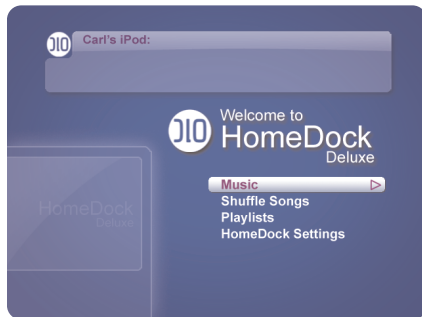 Carl's iPod:
Welcome to
HomeDock
Deluxe
Music
Shuffle Songs
Playlists
HomeDock Settings
HomeDock
Deluxe